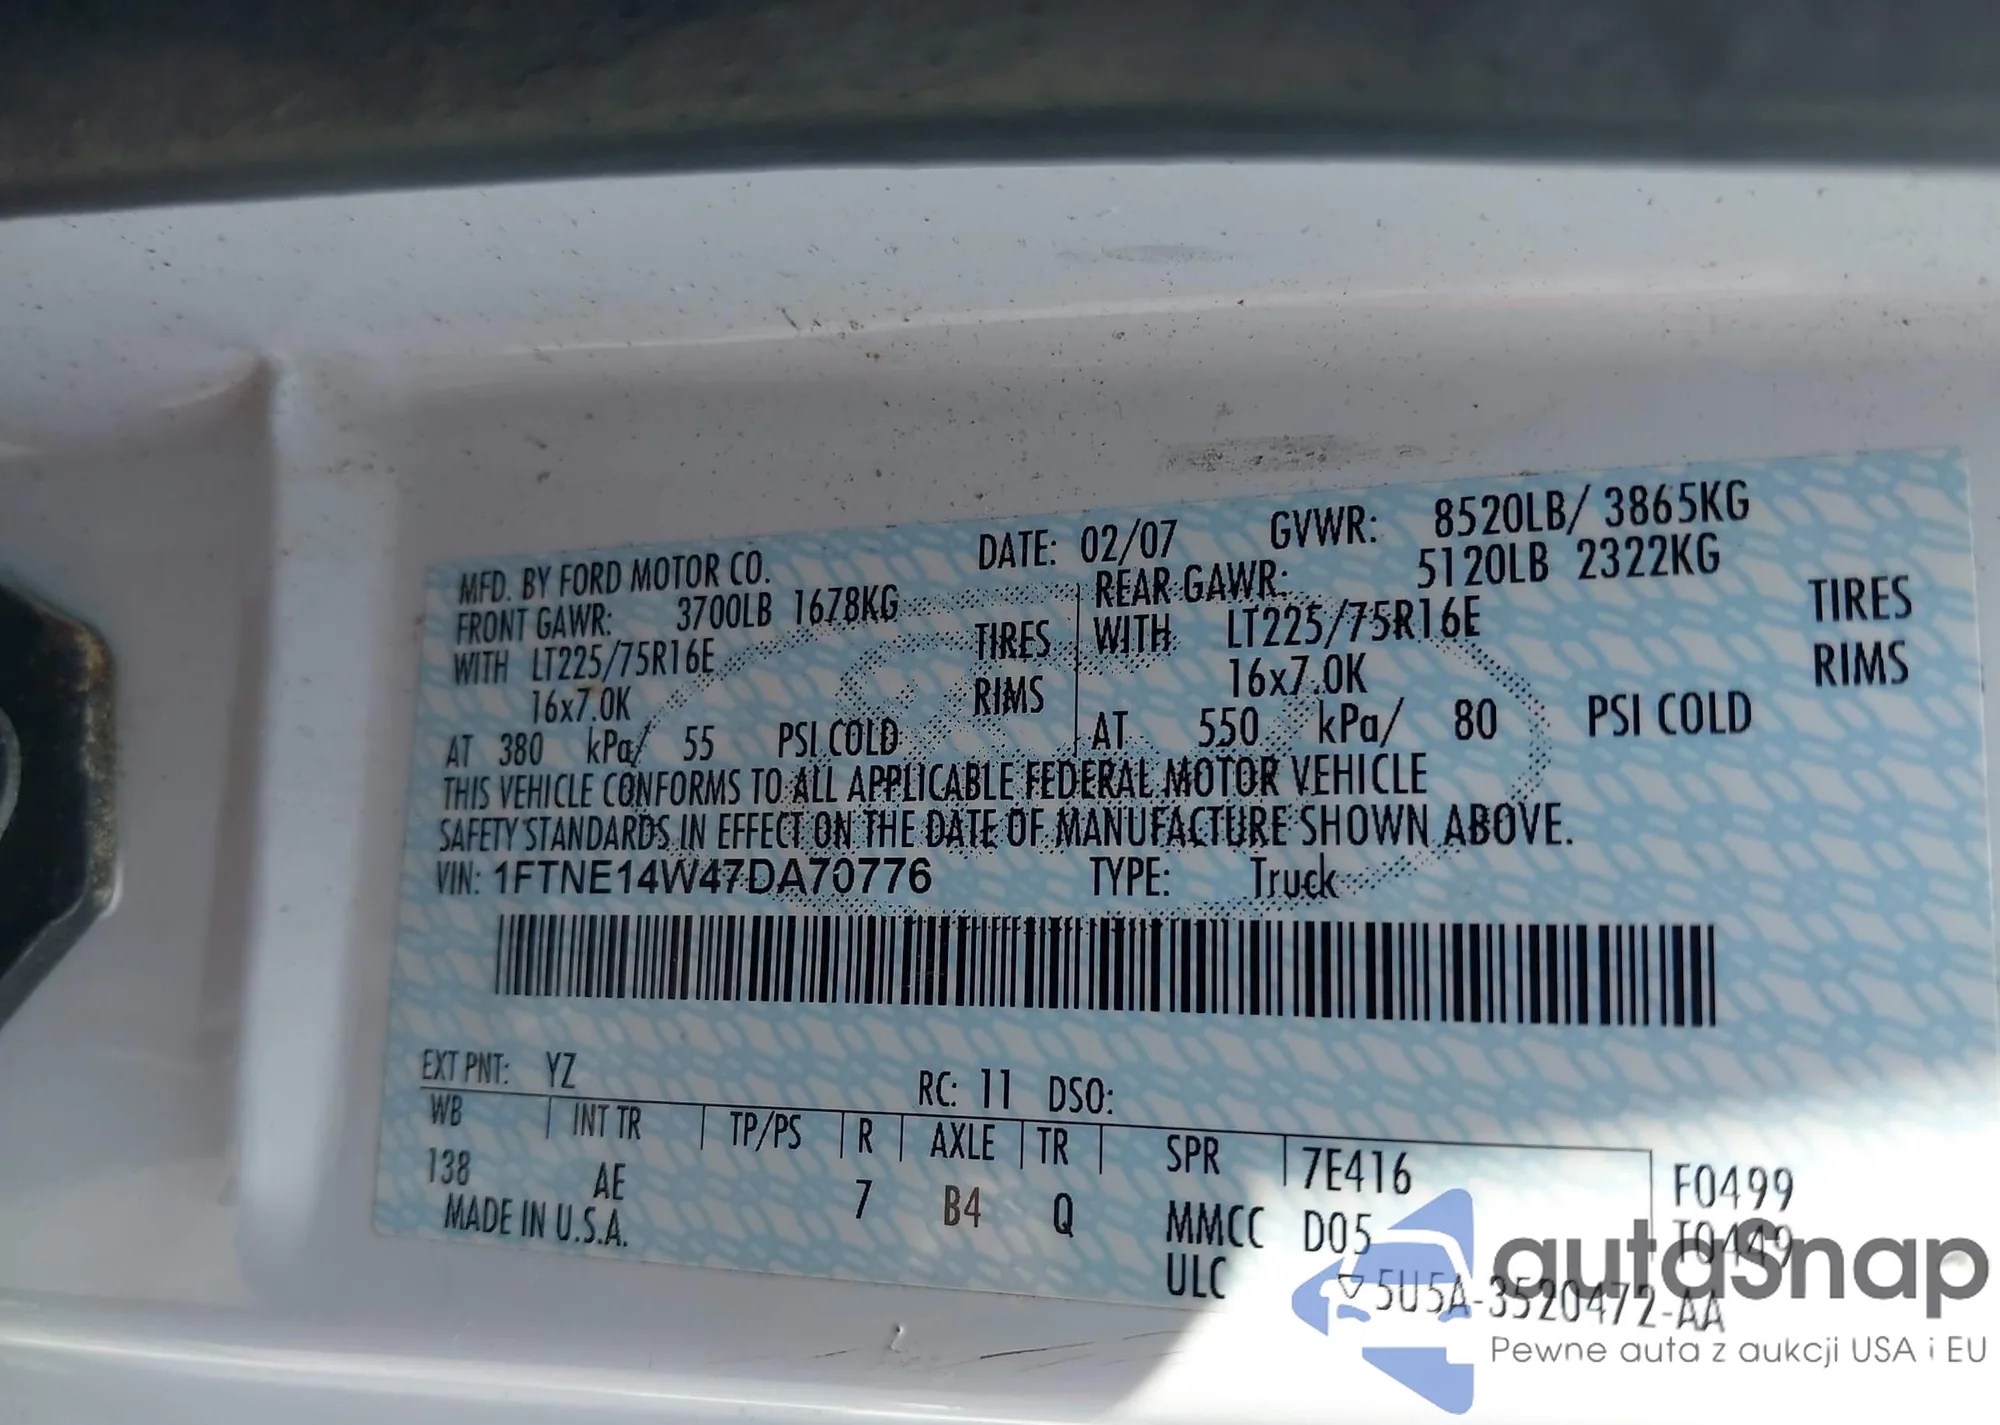 MFD. BY FORD MOTOR CO. DATE: 02/07 GVWR: 8520LB/ 3865KG
FRONT GAWR: 3700LB 1678KG REAR GAWR: 5120LB 2322KG
WITH LT225/75R16E TIRES WITH LT225/75R16E TIRES
16x7.0K RIMS 16x7.0K RIMS
AT 380 kPa/ 55 PSI COLD AT 550 kPa/ 80 PSI COLD
THIS VEHICLE CONFORMS TO ALL APPLICABLE FEDERAL MOTOR VEHICLE
SAFETY STANDARDS IN EFFECT ON THE DATE OF MANUFACTURE SHOWN ABOVE.
VIN: 1FTNE14W47DA70776 TYPE: Truck
EXT PNT: YZ RC: 11 DSO:
WB INT TR TP/PS R AXLE TR SPR 7E416 F0499
138 AE 7 B4 Q MMCC D05 T0449
MADE IN U.S.A. ULC ▽5U5A-3520472-AA
autoSnap
Pewne auta z aukcji USA i EU